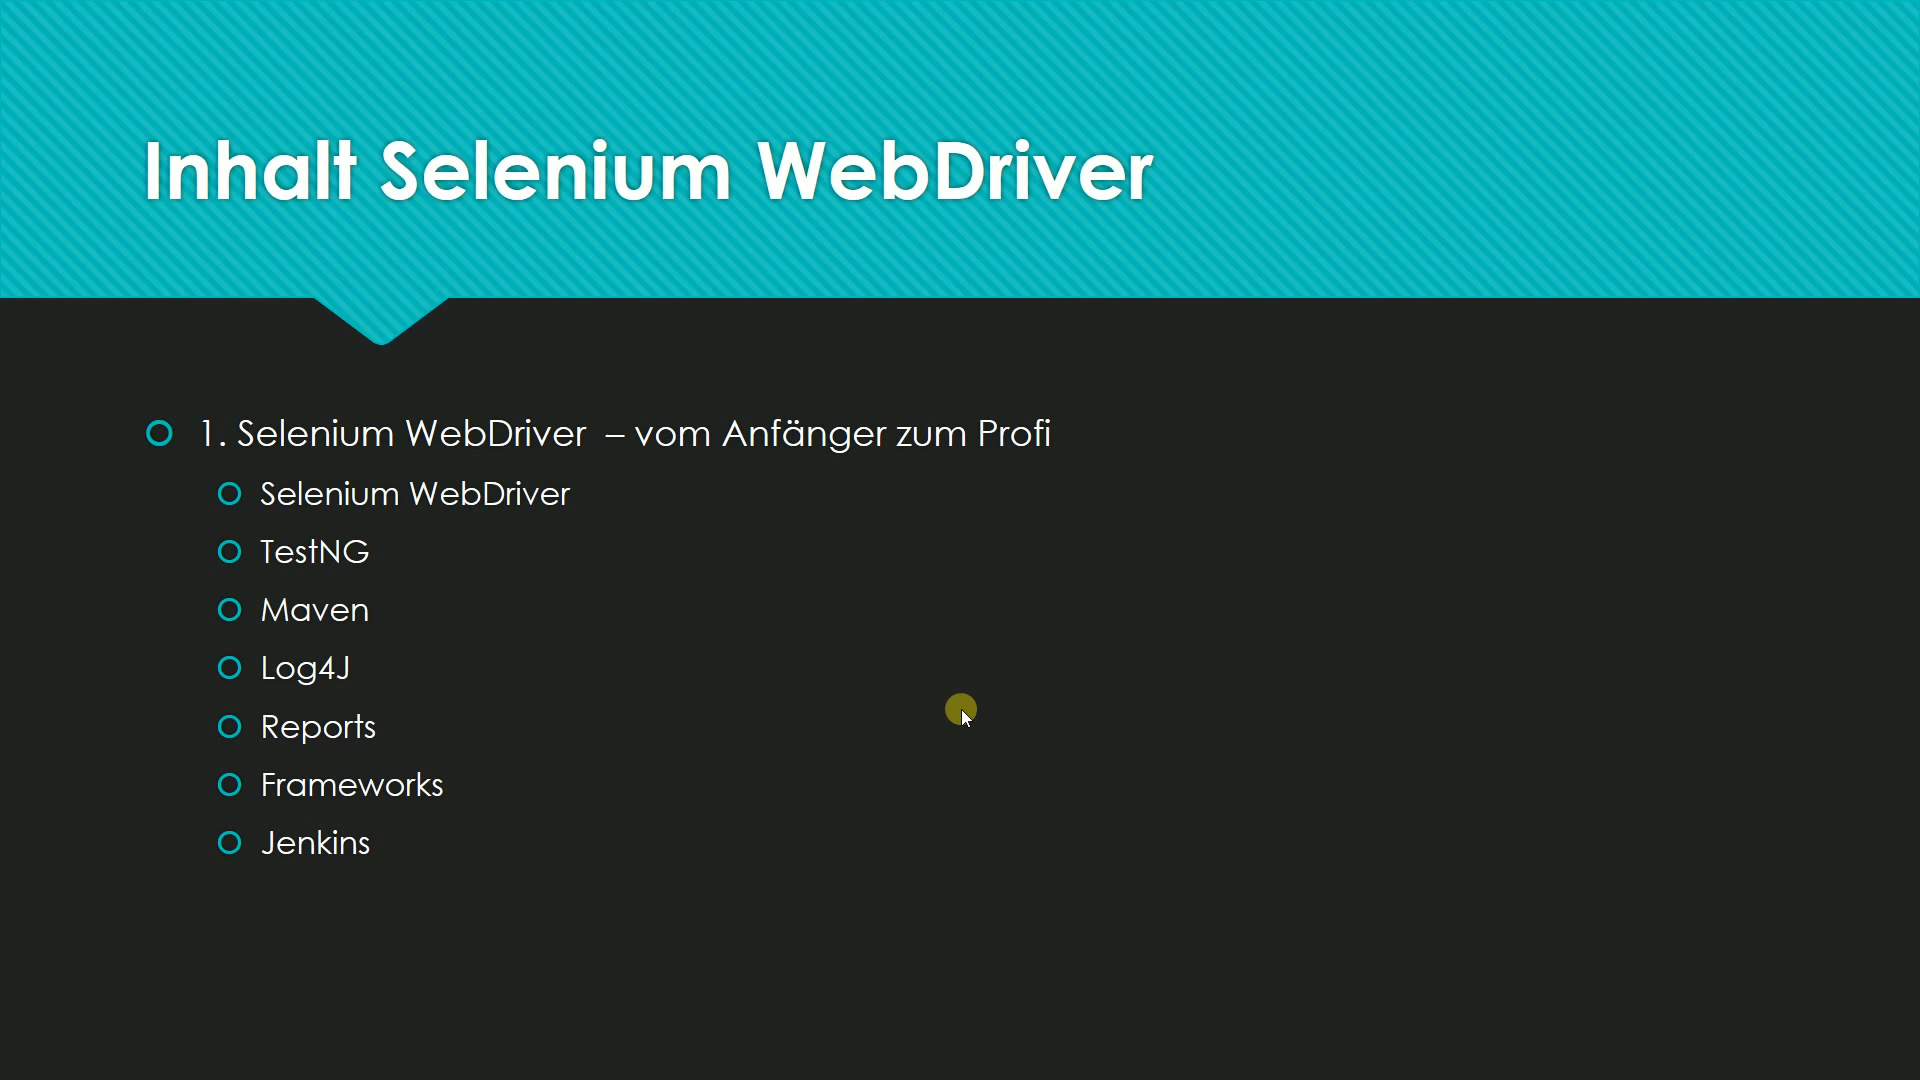 Inhalt Selenium WebDriver
1. Selenium WebDriver – vom Anfänger zum Profi
Selenium WebDriver
TestNG
Maven
Log4J
Reports
Frameworks
Jenkins